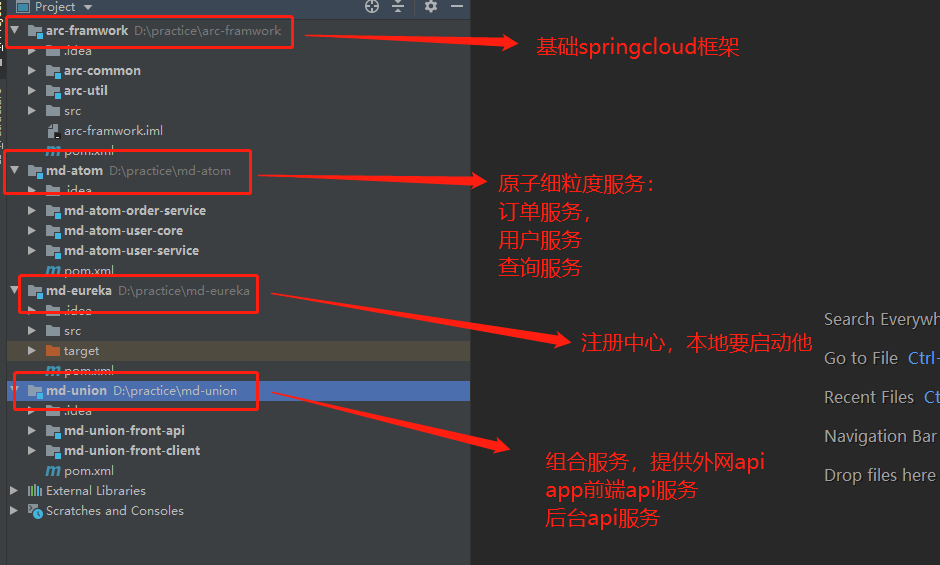 Project
arc-framwork D:\practice\arc-framwork
.idea
arc-common
arc-util
src
arc-framwork.iml
pom.xml
md-atom D:\practice\md-atom
.idea
md-atom-order-service
md-atom-user-core
md-atom-user-service
pom.xml
md-eureka D:\practice\md-eureka
.idea
src
target
pom.xml
md-union D:\practice\md-union
.idea
md-union-front-api
md-union-front-client
pom.xml
External Libraries
Scratches and Consoles
基础springcloud框架
原子细粒度服务：
订单服务，
用户服务
查询服务
注册中心，本地要启动他
组合服务，提供外网api
app前端api服务
后台api服务
Search Everywh
Go to File Ctrl-
Recent Files Ct
Navigation Bar
Drop files here